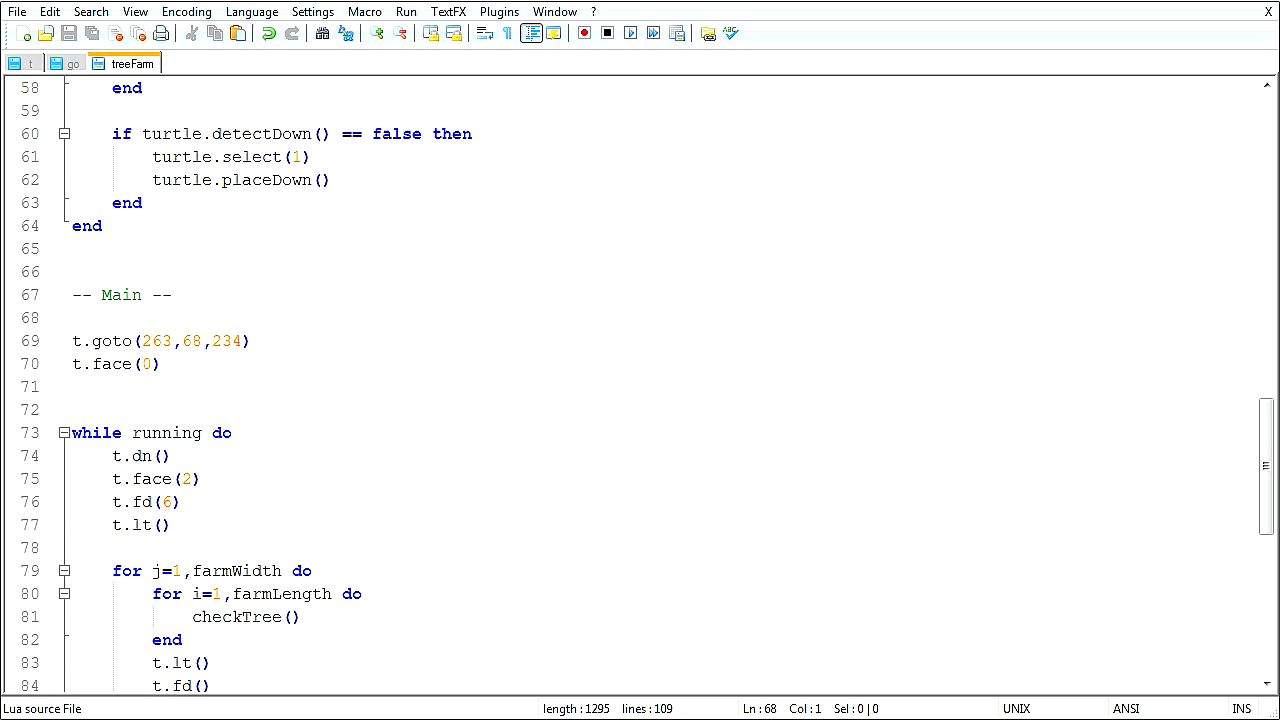 File Edit Search View Encoding Language Settings Macro Run TextFX Plugins Window ? X
t go treeFarm
58 end
59
60 if turtle.detectDown() == false then
61 turtle.select(1)
62 turtle.placeDown()
63 end
64 end
65
66
67 -- Main --
68
69 t.goto(263,68,234)
70 t.face(0)
71
72
73 while running do
74 t.dn()
75 t.face(2)
76 t.fd(6)
77 t.lt()
78
79 for j=1,farmWidth do
80 for i=1,farmLength do
81 checkTree()
82 end
83 t.lt()
84 t.fd()
Lua source File length : 1295 lines : 109 Ln : 68 Col : 1 Sel : 0 | 0 UNIX ANSI INS